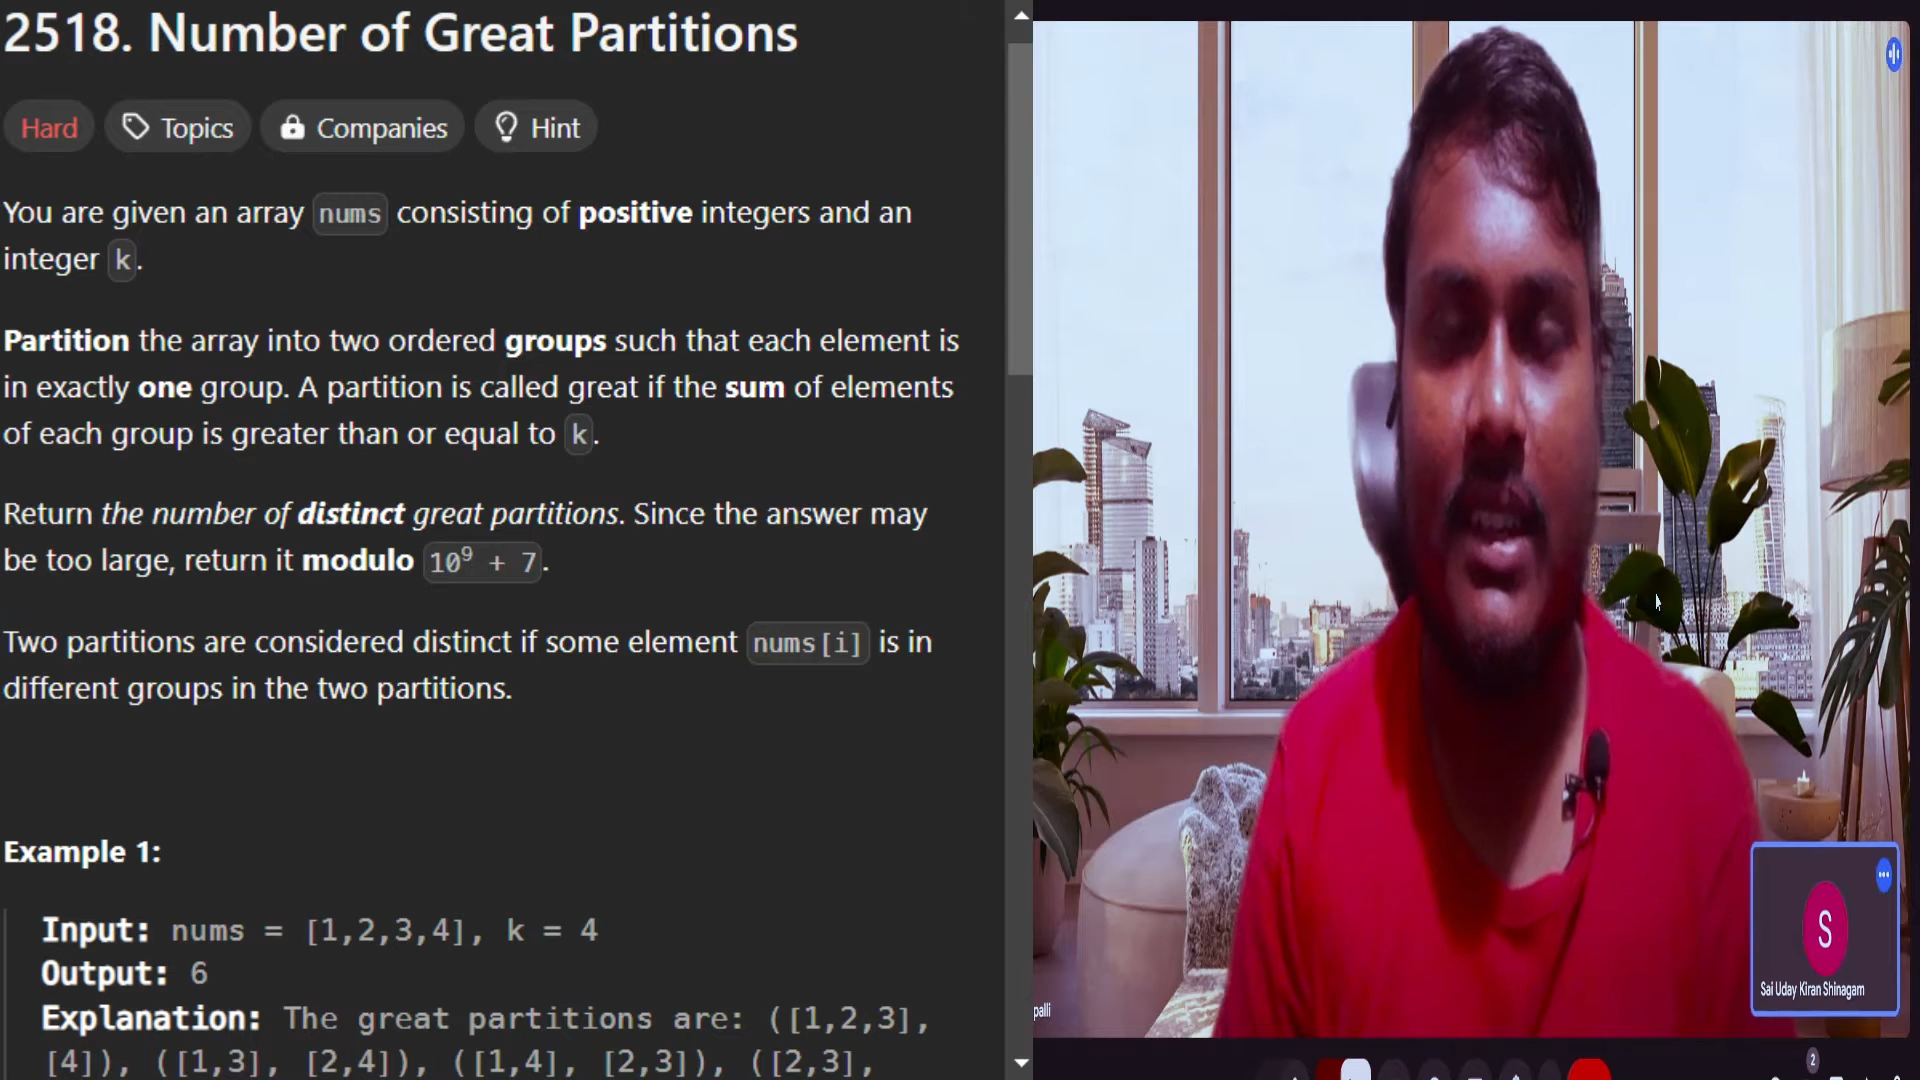 2518. Number of Great Partitions
Hard Topics Companies Hint
You are given an array nums consisting of positive integers and an
integer k.
Partition the array into two ordered groups such that each element is
in exactly one group. A partition is called great if the sum of elements
of each group is greater than or equal to k.
Return the number of distinct great partitions. Since the answer may
be too large, return it modulo 10⁹ + 7.
Two partitions are considered distinct if some element nums[i] is in
different groups in the two partitions.
Example 1:
Input: nums = [1,2,3,4], k = 4
Output: 6
Explanation: The great partitions are: ([1,2,3],
[4]), ([1,3], [2,4]), ([1,4], [2,3]), ([2,3],
S
Sai Uday Kiran Shinagam
palli
2